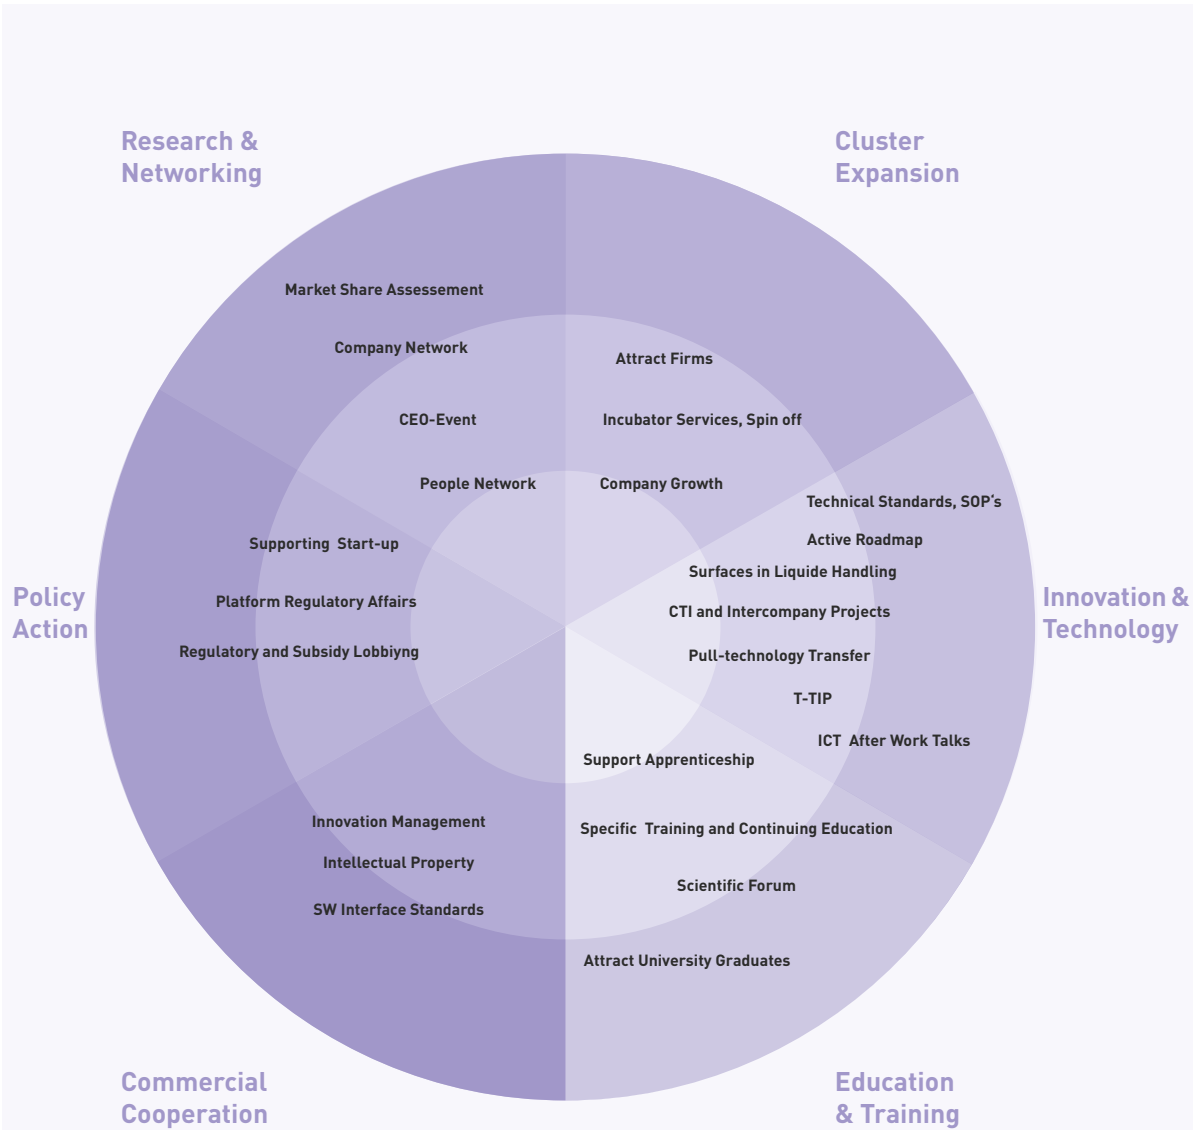 Research &
Networking
Cluster
Expansion
Market Share Assessement
Company Network
CEO-Event
People Network
Attract Firms
Incubator Services, Spin off
Company Growth
Policy
Action
Supporting  Start-up
Platform Regulatory Affairs
Regulatory and Subsidy Lobbiyng
Technical Standards, SOP‘s
Active Roadmap
Surfaces in Liquide Handling
CTI and Intercompany Projects
Pull-technology Transfer
T-TIP
ICT  After Work Talks
Innovation &
Technology
Innovation Management
Intellectual Property
SW Interface Standards
Support Apprenticeship
Specific  Training and Continuing Education
Scientific Forum
Attract University Graduates
Commercial
Cooperation
Education
& Training